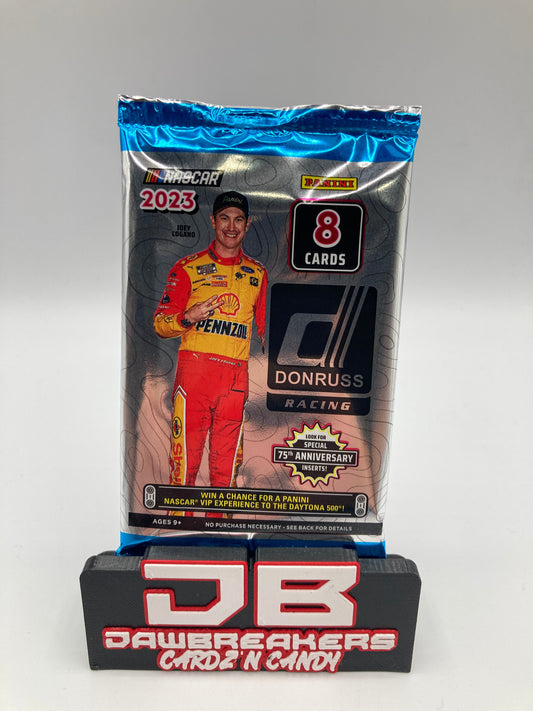 NASCAR
PANINI
2023
JOEY
LOGANO
8
CARDS
PENNZOIL
d
DONRUSS
RACING
LOOK FOR
SPECIAL
75th ANNIVERSARY
INSERTS!
WIN A CHANCE FOR A PANINI
NASCAR® VIP EXPERIENCE TO THE DAYTONA 500®!
AGES 9+
NO PURCHASE NECESSARY - SEE BACK FOR DETAILS
JB
JAWBREAKERS
CARDZ 'N CANDY